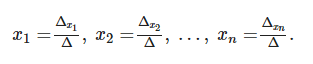 x₁ = Δₓ₁/Δ, x₂ = Δₓ₂/Δ, ..., xₙ = Δₓₙ/Δ.